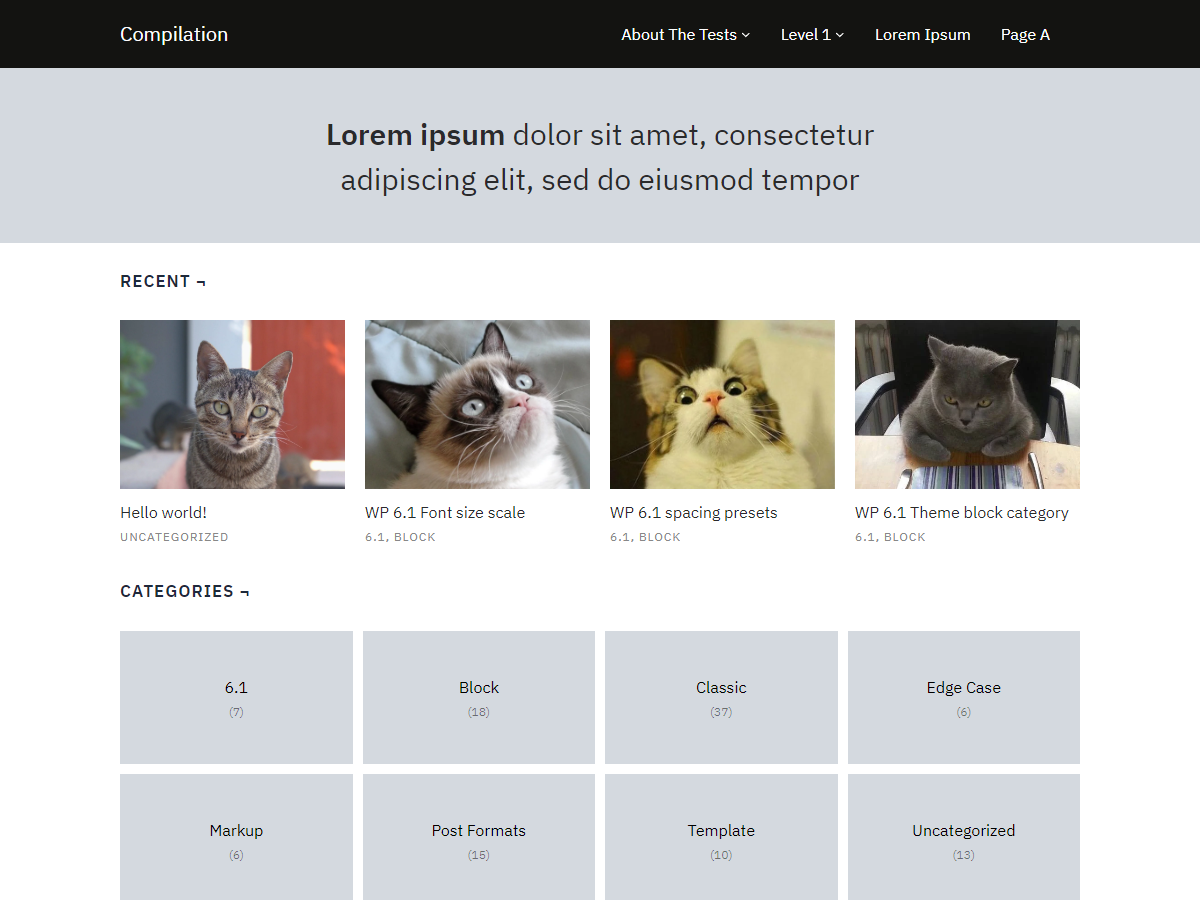 Compilation
About The Tests
Level 1
Lorem Ipsum
Page A
Lorem ipsum dolor sit amet, consectetur
adipiscing elit, sed do eiusmod tempor
RECENT ¬
Hello world!
UNCATEGORIZED
WP 6.1 Font size scale
6.1, BLOCK
WP 6.1 spacing presets
6.1, BLOCK
WP 6.1 Theme block category
6.1, BLOCK
CATEGORIES ¬
6.1
(7)
Block
(18)
Classic
(37)
Edge Case
(6)
Markup
(6)
Post Formats
(15)
Template
(10)
Uncategorized
(13)